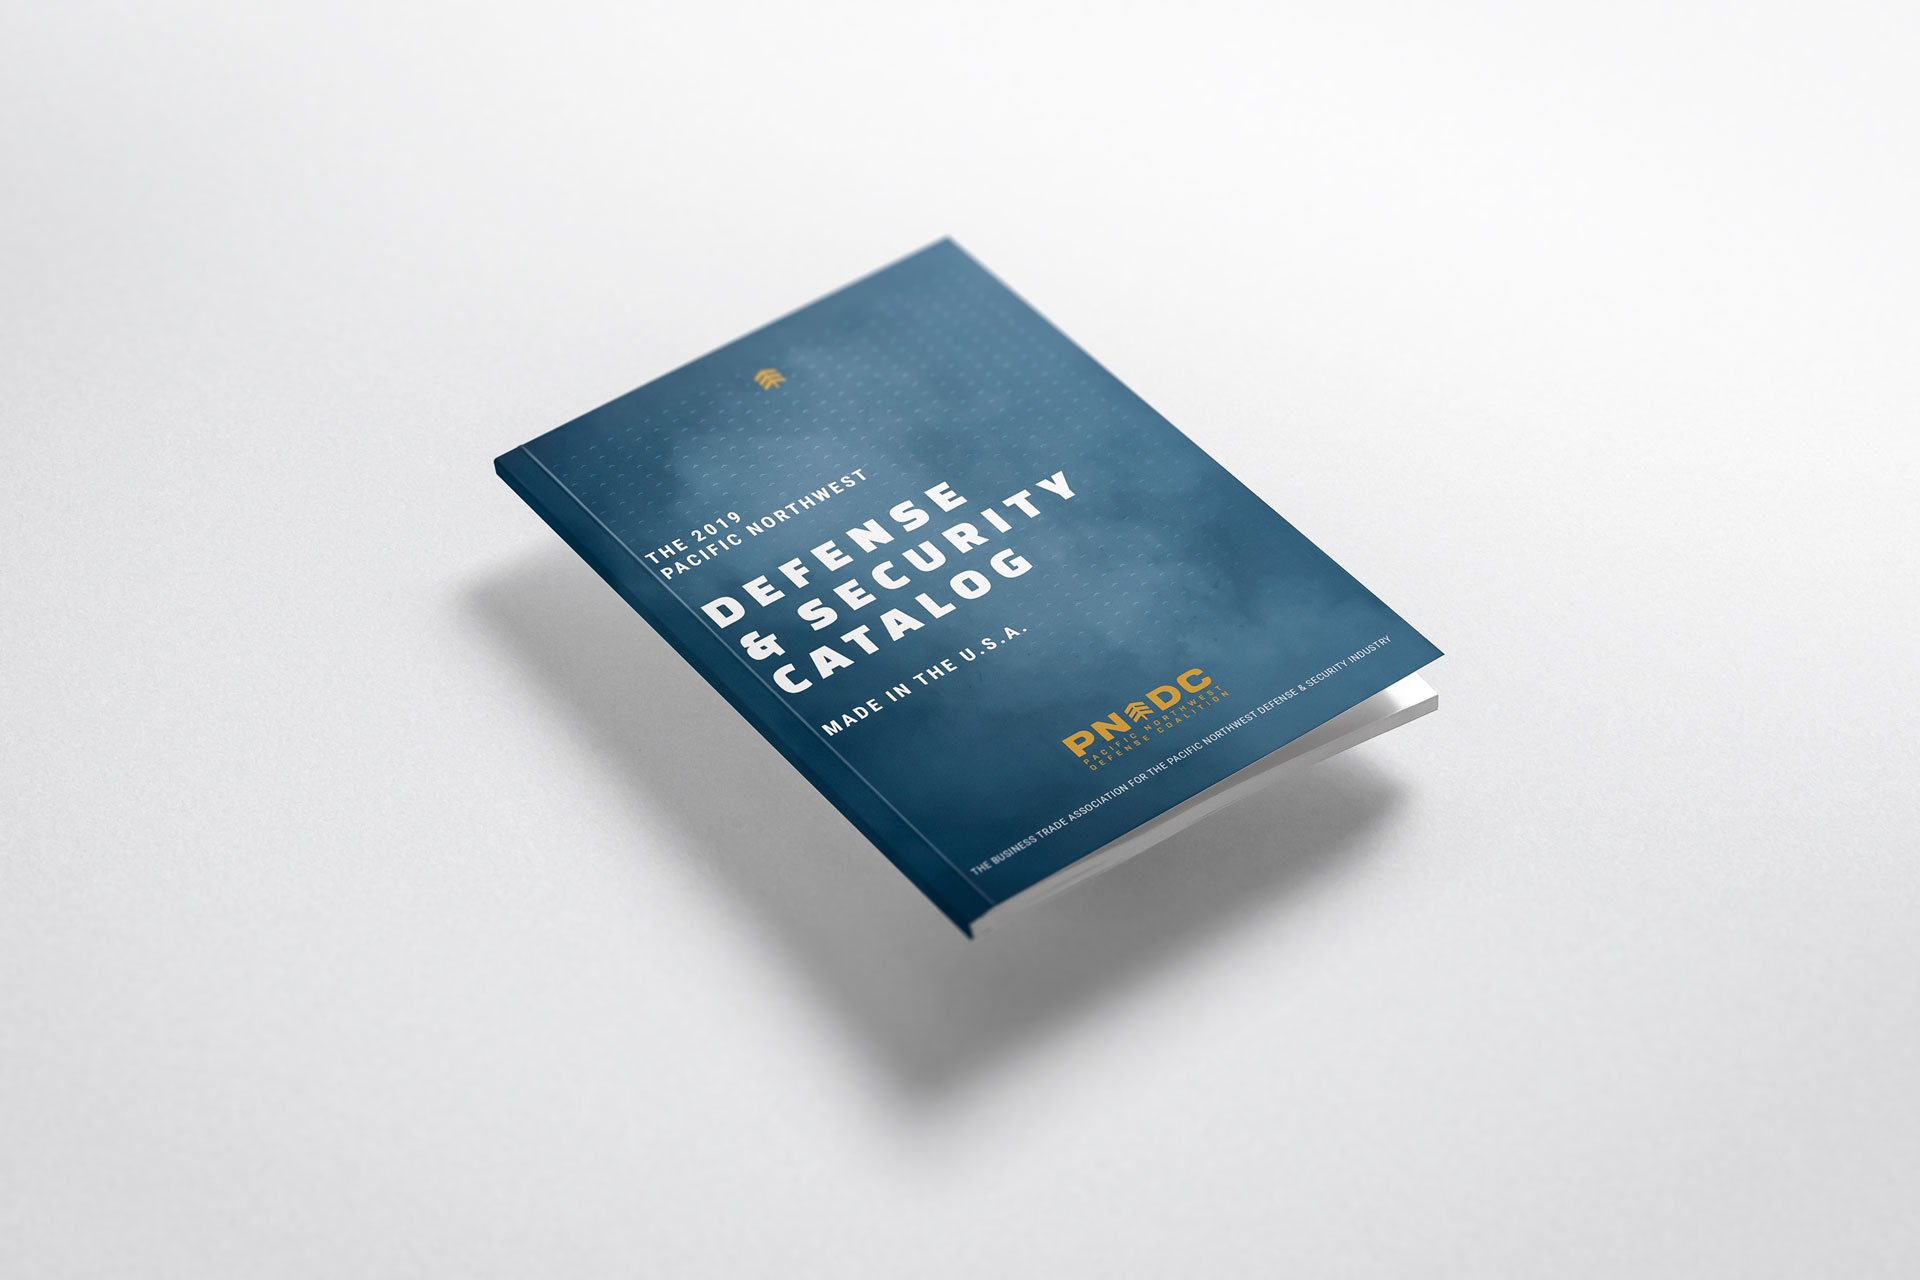 THE 2019
PACIFIC NORTHWEST
DEFENSE
& SECURITY
CATALOG
MADE IN THE U.S.A.
PNDC
PACIFIC NORTHWEST
DEFENSE COALITION
THE BUSINESS TRADE ASSOCIATION FOR THE PACIFIC NORTHWEST DEFENSE & SECURITY INDUSTRY